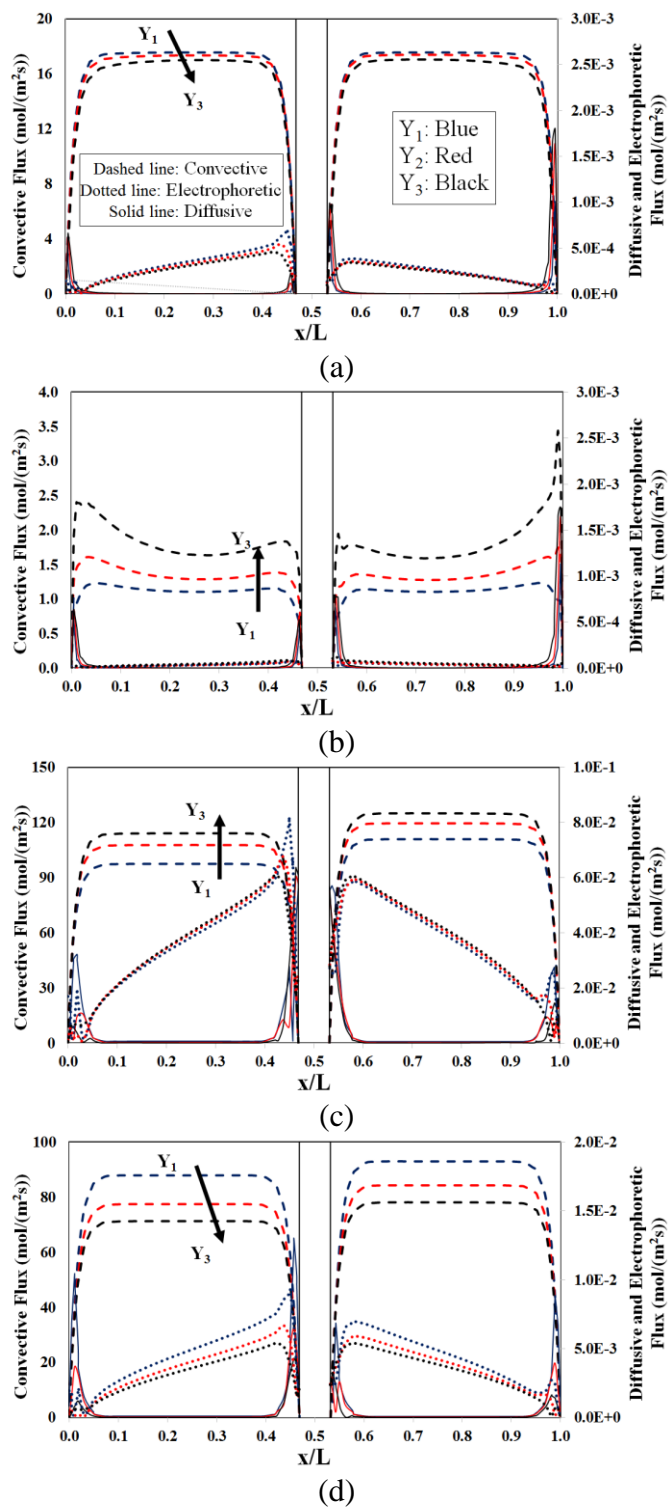 20
16
12
8
4
0
Convective Flux (mol/(m²s))
Y₁
Y₃
Dashed line: Convective
Dotted line: Electrophoretic
Solid line: Diffusive
Y₁: Blue
Y₂: Red
Y₃: Black
3.0E-3
2.5E-3
2.0E-3
1.5E-3
1.0E-3
5.0E-4
0.0E+0
Diffusive and Electrophoretic
Flux (mol/(m²s))
0.0 0.1 0.2 0.3 0.4 0.5 0.6 0.7 0.8 0.9 1.0
x/L
(a)
4.0
3.5
3.0
2.5
2.0
1.5
1.0
0.5
0.0
Convective Flux (mol/(m²s))
Y₃
Y₁
3.0E-3
2.5E-3
2.0E-3
1.5E-3
1.0E-3
5.0E-4
0.0E+0
Diffusive and Electrophoretic
Flux (mol/(m²s))
0.0 0.1 0.2 0.3 0.4 0.5 0.6 0.7 0.8 0.9 1.0
x/L
(b)
150
120
90
60
30
0
Convective Flux (mol/(m²s))
Y₃
Y₁
1.0E-1
8.0E-2
6.0E-2
4.0E-2
2.0E-2
0.0E+0
Diffusive and Electrophoretic
Flux (mol/(m²s))
0.0 0.1 0.2 0.3 0.4 0.5 0.6 0.7 0.8 0.9 1.0
x/L
(c)
100
80
60
40
20
0
Convective Flux (mol/(m²s))
Y₁
Y₃
2.0E-2
1.5E-2
1.0E-2
5.0E-3
0.0E+0
Diffusive and Electrophoretic
Flux (mol/(m²s))
0.0 0.1 0.2 0.3 0.4 0.5 0.6 0.7 0.8 0.9 1.0
x/L
(d)